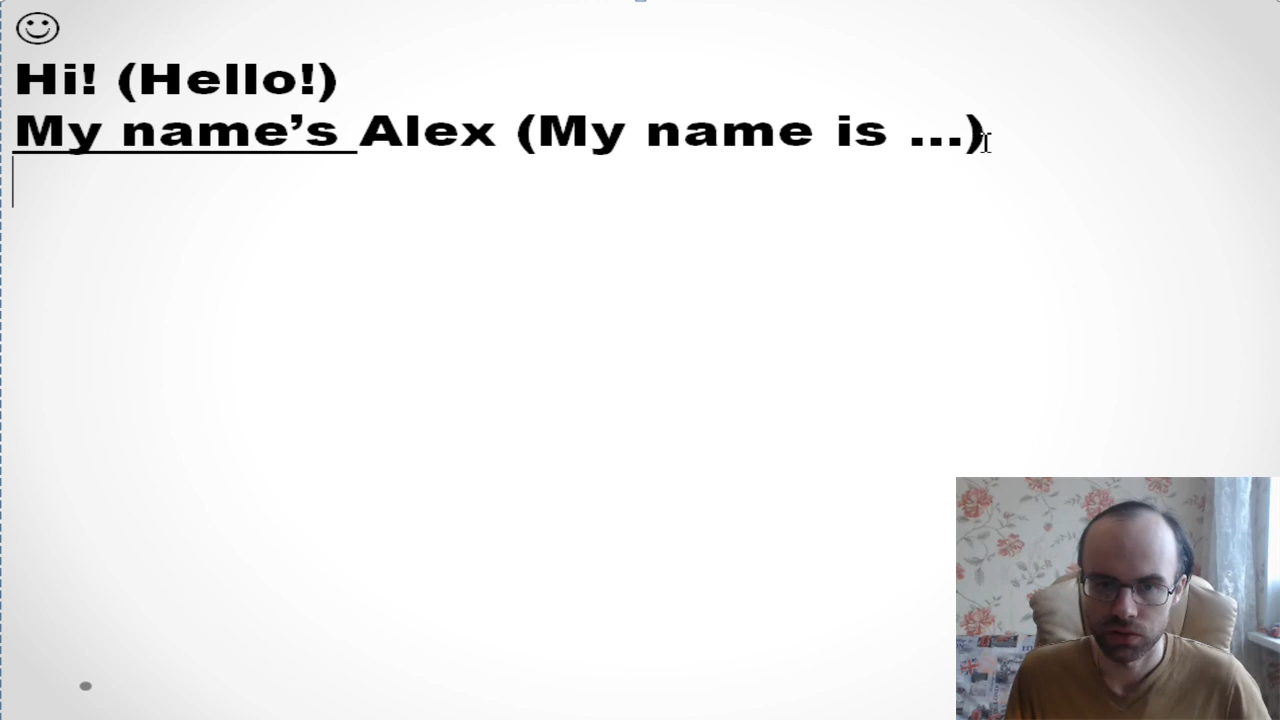 Hi! (Hello!)
My name’s Alex (My name is ...)